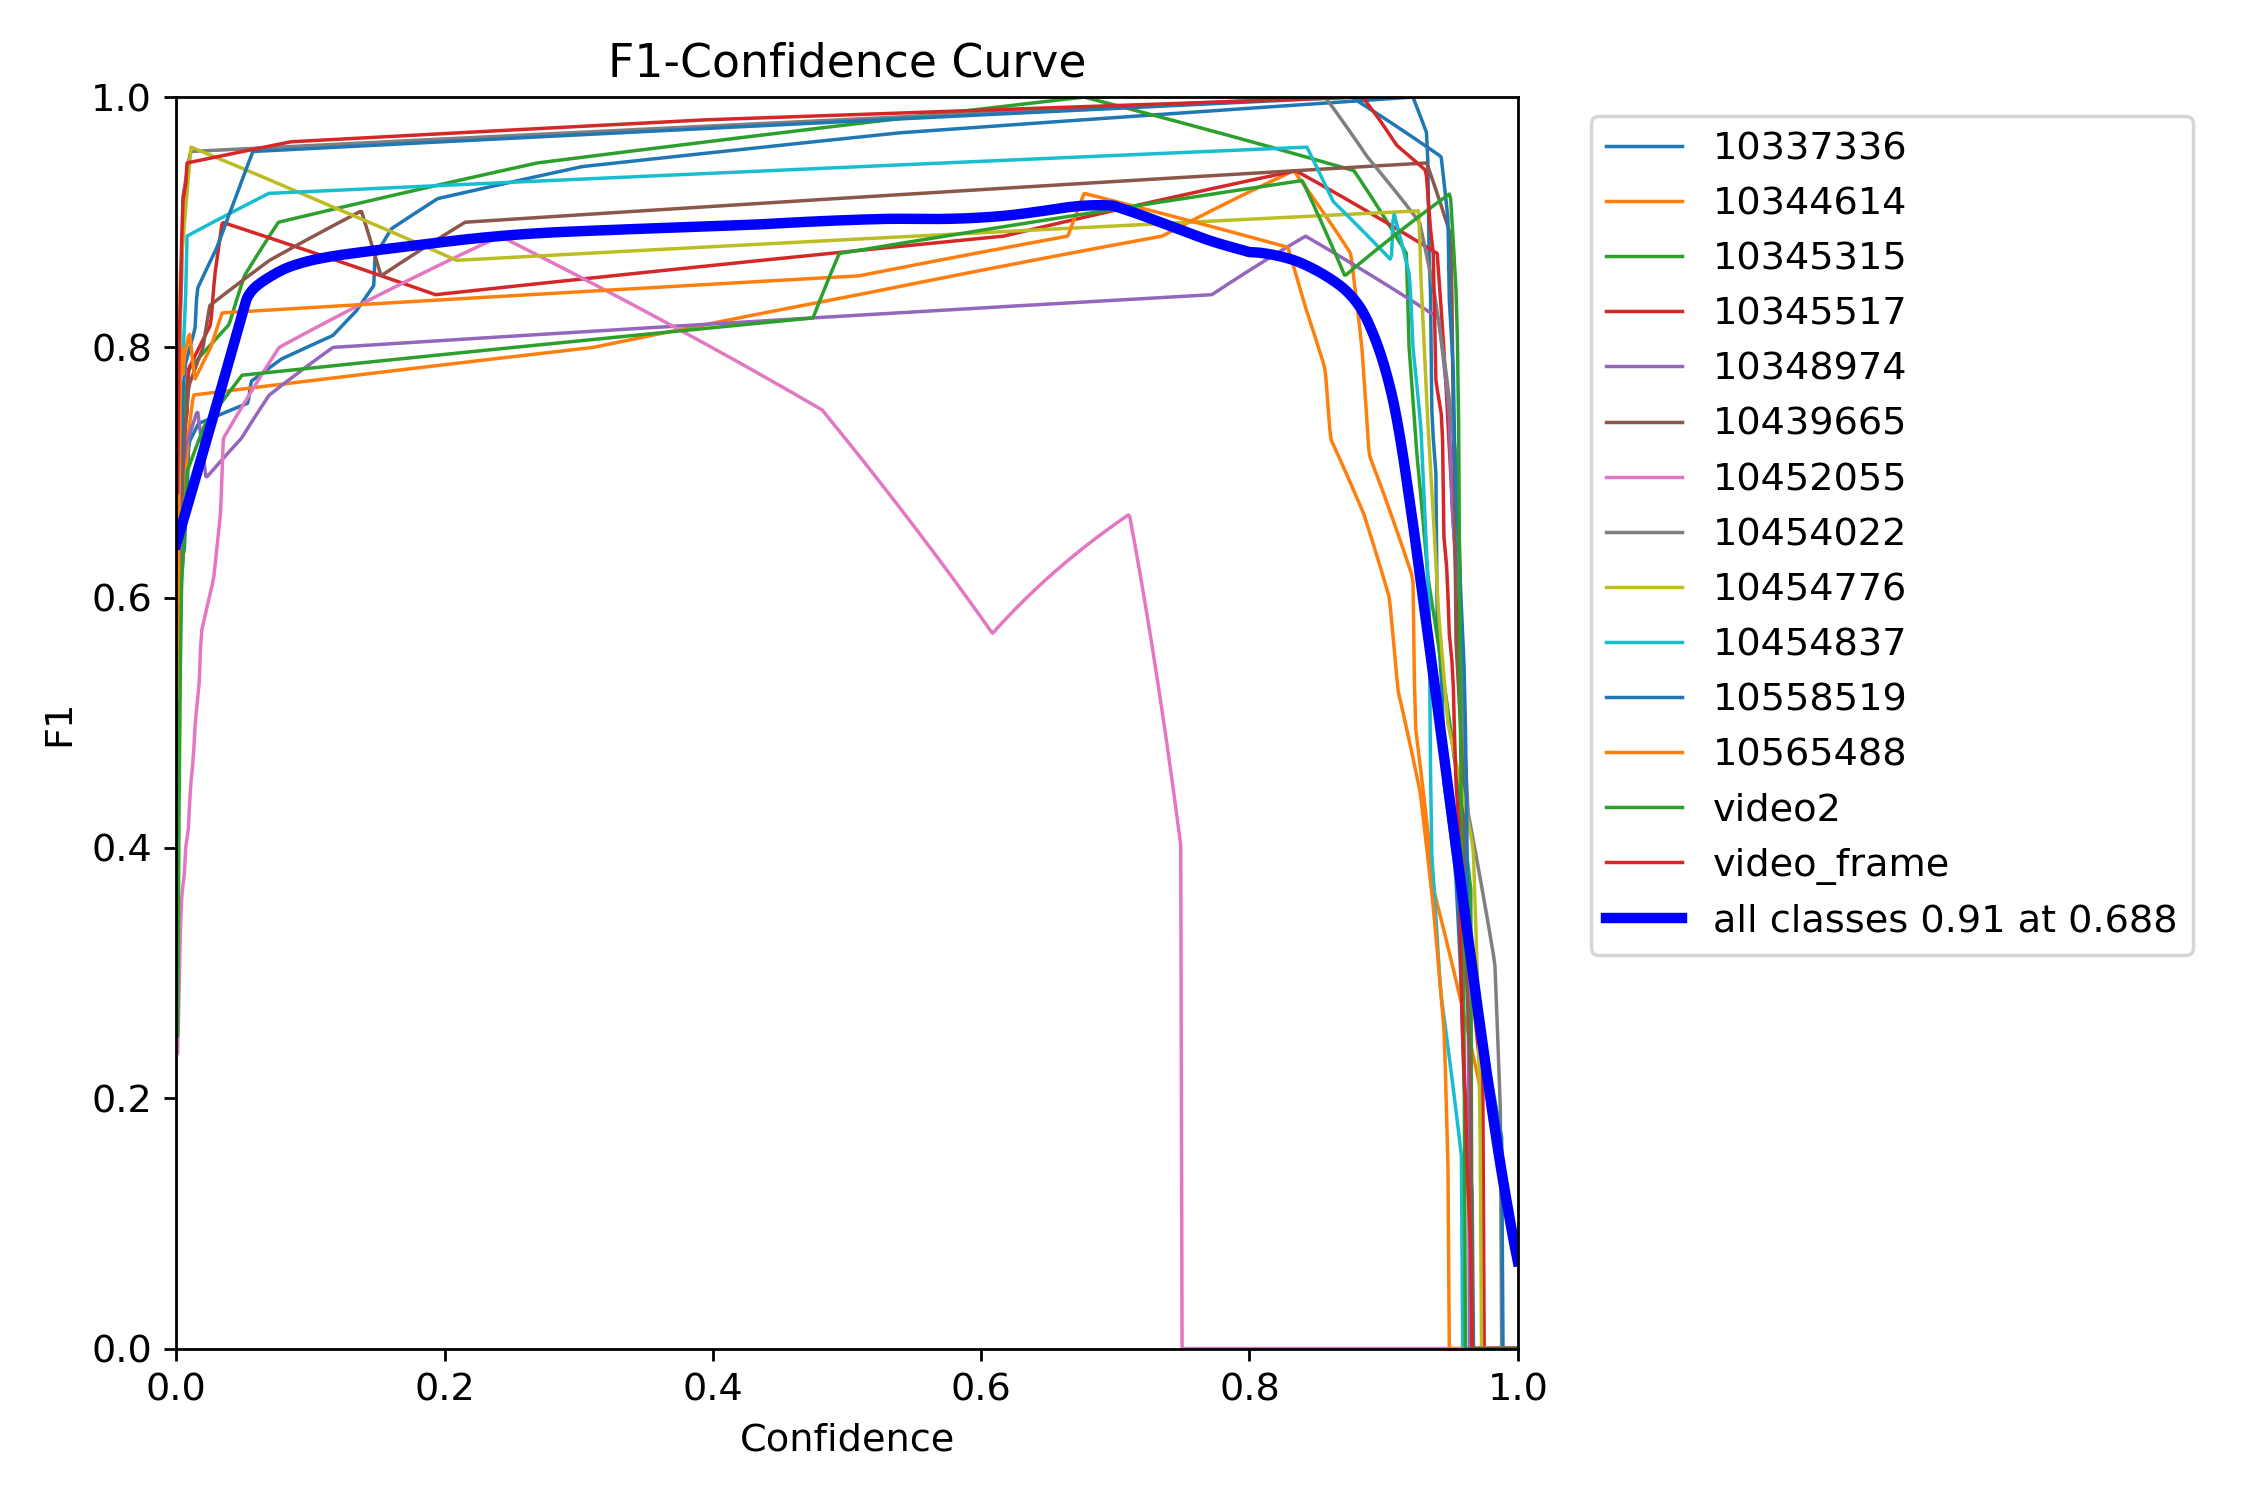 F1-Confidence Curve
1.0
0.8
0.6
0.4
0.2
0.0
F1
0.0 0.2 0.4 0.6 0.8 1.0
Confidence
10337336
10344614
10345315
10345517
10348974
10439665
10452055
10454022
10454776
10454837
10558519
10565488
video2
video_frame
all classes 0.91 at 0.688